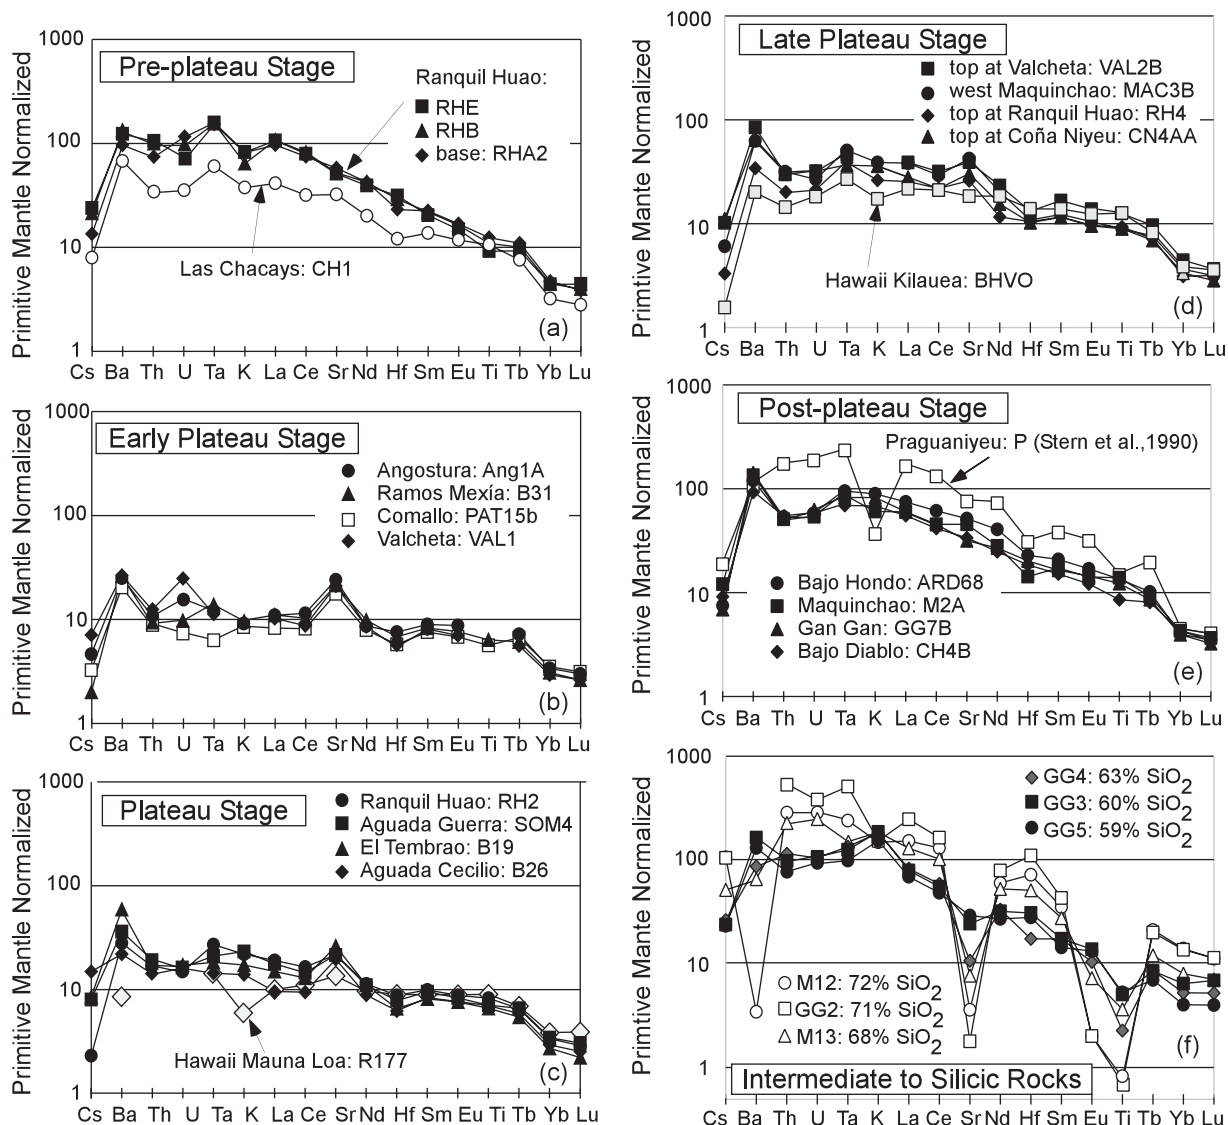 Primitive Mante Normalized
1000
100
10
1
Pre-plateau Stage
Ranquil Huao:
RHE
RHB
base: RHA2
Las Chacays: CH1
(a)
Cs Ba Th U Ta K La Ce Sr Nd Hf Sm Eu Ti Tb Yb Lu
Primitive Mante Normalized
1000
100
10
1
Early Plateau Stage
Angostura: Ang1A
Ramos Mexía: B31
Comallo: PAT15b
Valcheta: VAL1
(b)
Cs Ba Th U Ta K La Ce Sr Nd Hf Sm Eu Ti Tb Yb Lu
Primitive Mante Normalized
1000
100
10
1
Plateau Stage
Ranquil Huao: RH2
Aguada Guerra: SOM4
El Tembrao: B19
Aguada Cecilio: B26
Hawaii Mauna Loa: R177
(c)
Cs Ba Th U Ta K La Ce Sr Nd Hf Sm Eu Ti Tb Yb Lu
Primtive Mante Normalized
1000
100
10
1
Late Plateau Stage
top at Valcheta: VAL2B
west Maquinchao: MAC3B
top at Ranquil Huao: RH4
top at Coña Niyeu: CN4AA
Hawaii Kilauea: BHVO
(d)
Cs Ba Th U Ta K La Ce Sr Nd Hf Sm Eu Ti Tb Yb Lu
Primitive Mante Normalized
1000
100
10
1
Post-plateau Stage
Praguaniyeu: P (Stern et al.,1990)
Bajo Hondo: ARD68
Maquinchao: M2A
Gan Gan: GG7B
Bajo Diablo: CH4B
(e)
Cs Ba Th U Ta K La Ce Sr Nd Hf Sm Eu Ti Tb Yb Lu
Primitive Mante Normalized
1000
100
10
1
GG4: 63% SiO2
GG3: 60% SiO2
GG5: 59% SiO2
M12: 72% SiO2
GG2: 71% SiO2
M13: 68% SiO2
(f)
Intermediate to Silicic Rocks
Cs Ba Th U Ta K La Ce Sr Nd Hf Sm Eu Ti Tb Yb Lu